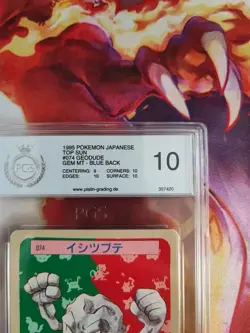 PGS
1995 POKEMON JAPANESE
TOP SUN
#074 GEODUDE
GEM MT - BLUE BACK
CENTERING: 9 CORNERS: 10
EDGES: 10 SURFACE: 10
10
www.platin-grading.de
357420
PGS
074 イシツブテ